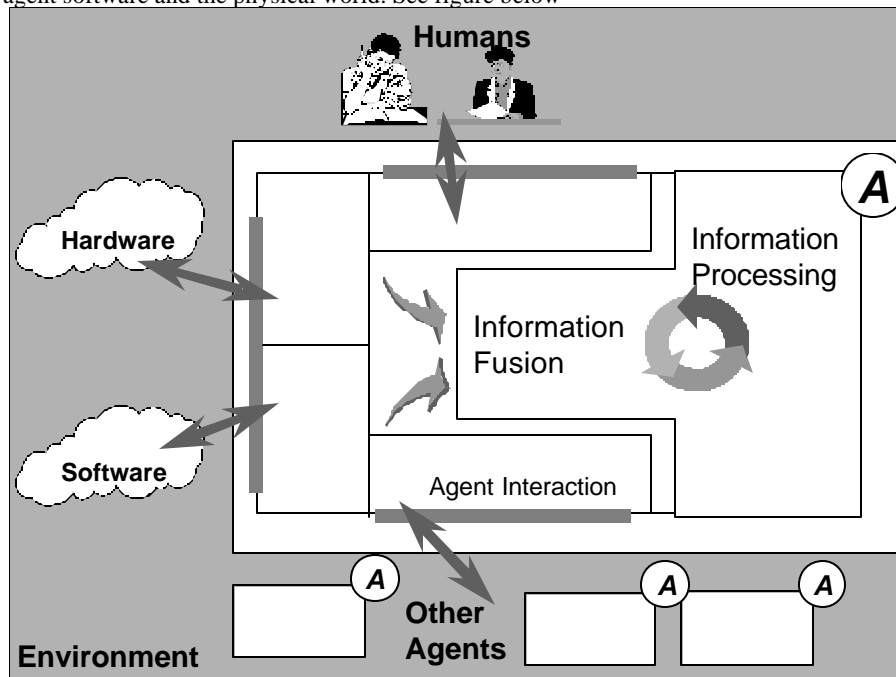 agent software and the physical world. See figure below
Humans
A
Hardware
Information
Processing
Information
Fusion
Software
Agent Interaction
A
A
A
Other
Agents
Environment